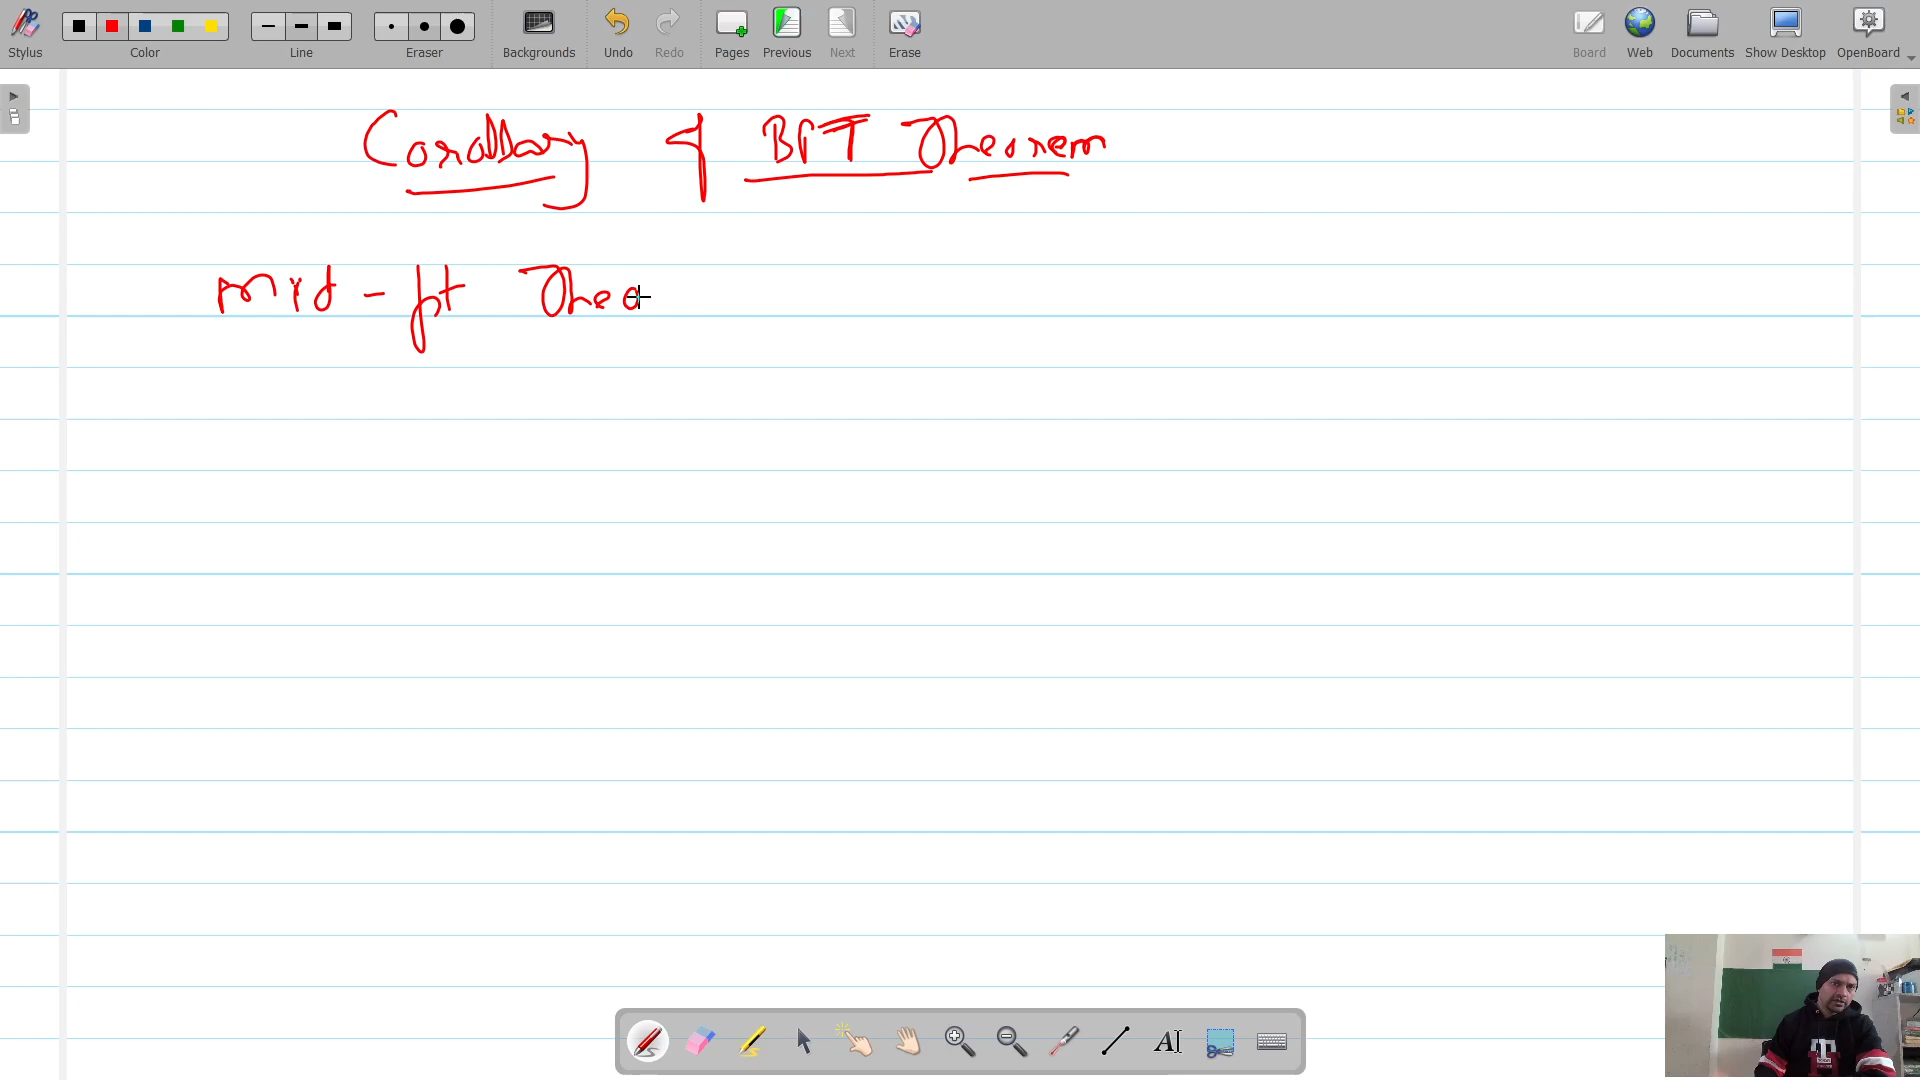 Stylus Color Line Eraser Backgrounds Undo Redo Pages Previous Next Erase Board Web Documents Show Desktop OpenBoard
Corollary of BPT Theorem
Mid - pt Theo